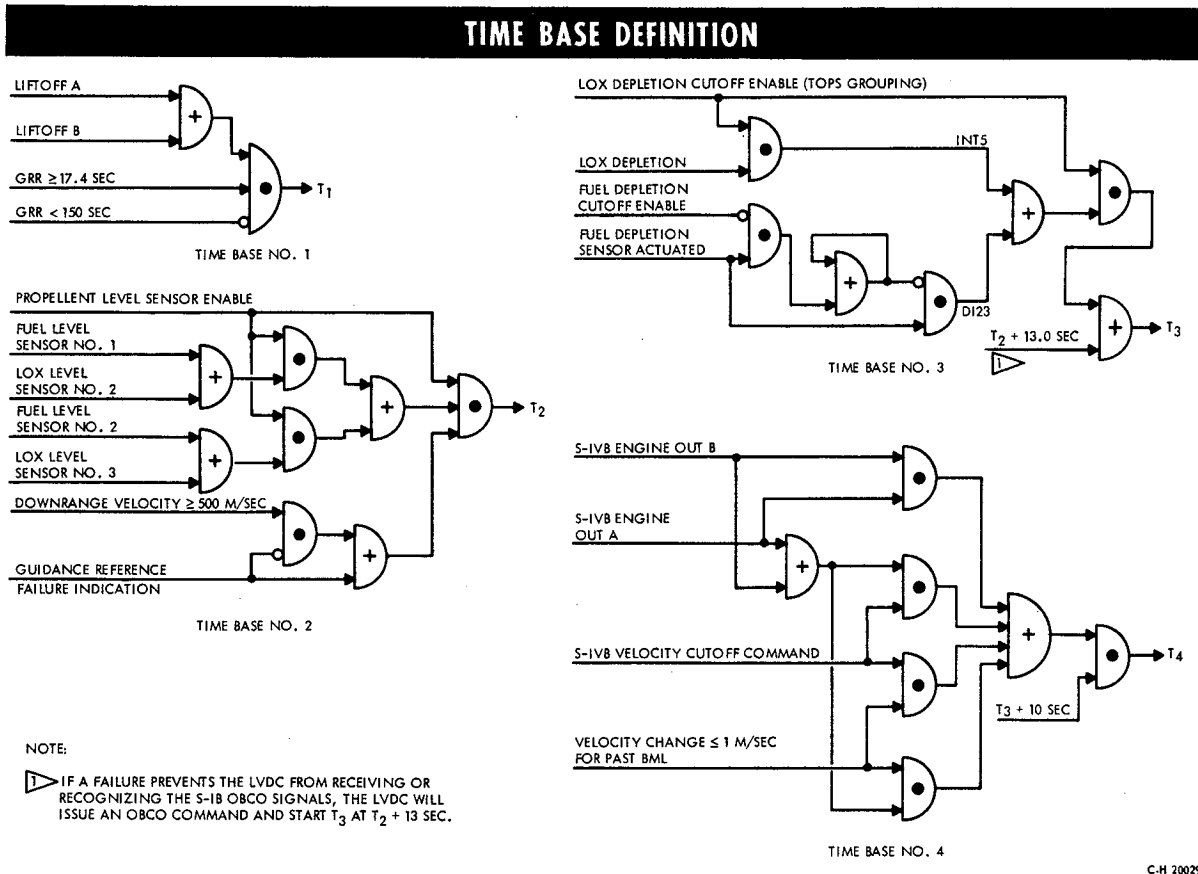 TIME BASE DEFINITION
LIFTOFF A
LIFTOFF B
GRR ≥ 17.4 SEC
GRR < 150 SEC
+
T1
TIME BASE NO. 1
PROPELLENT LEVEL SENSOR ENABLE
FUEL LEVEL
SENSOR NO. 1
LOX LEVEL
SENSOR NO. 2
FUEL LEVEL
SENSOR NO. 2
LOX LEVEL
SENSOR NO. 3
DOWNRANGE VELOCITY ≥ 500 M/SEC
GUIDANCE REFERENCE
FAILURE INDICATION
+
+
+
+
T2
TIME BASE NO. 2
LOX DEPLETION CUTOFF ENABLE (TOPS GROUPING)
LOX DEPLETION
FUEL DEPLETION
CUTOFF ENABLE
FUEL DEPLETION
SENSOR ACTUATED
INT5
+
+
DI23
+
T2 + 13.0 SEC
1
T3
TIME BASE NO. 3
S-IVB ENGINE OUT B
S-IVB ENGINE
OUT A
+
+
S-IVB VELOCITY CUTOFF COMMAND
T3 + 10 SEC
T4
VELOCITY CHANGE ≤ 1 M/SEC
FOR PAST BML
TIME BASE NO. 4
NOTE:
1 IF A FAILURE PREVENTS THE LVDC FROM RECEIVING OR
RECOGNIZING THE S-IB OBCO SIGNALS, THE LVDC WILL
ISSUE AN OBCO COMMAND AND START T3 AT T2 + 13 SEC.
C-H 20029